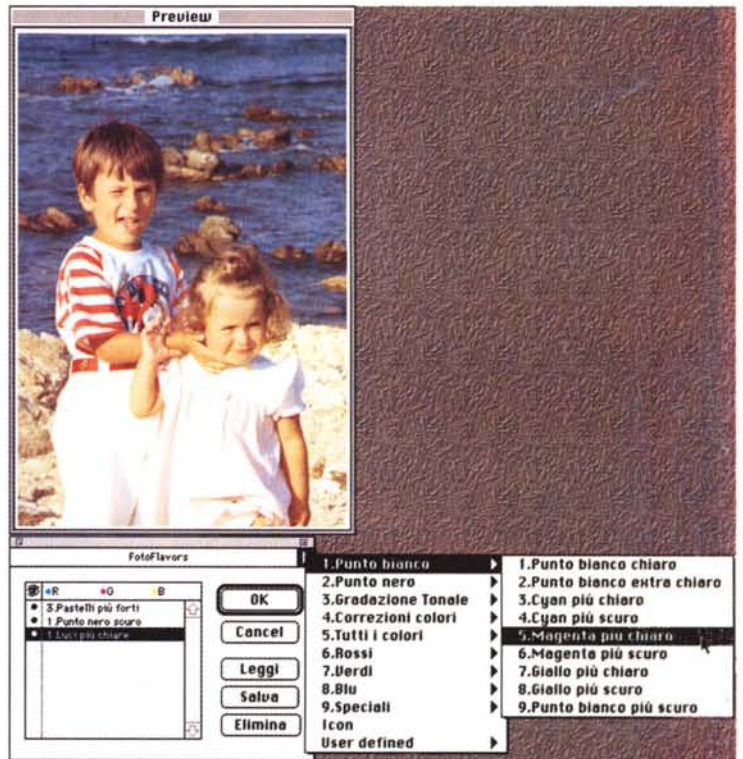 Preview
FotoFlavors
R G B
3.Pastelli più forti
1.Punto nero scuro
1.Luci più chiare
OK
Cancel
Leggi
Salva
Elimina
1.Punto bianco
2.Punto nero
3.Gradazione Tonale
4.Correzioni colori
5.Tutti i colori
6.Rossi
7.Verdi
8.Blu
9.Speciali
Icon
User defined
1.Punto bianco chiaro
2.Punto bianco extra chiaro
3.Cyan più chiaro
4.Cyan più scuro
5.Magenta più chiaro
6.Magenta più scuro
7.Giallo più chiaro
8.Giallo più scuro
9.Punto bianco più scuro